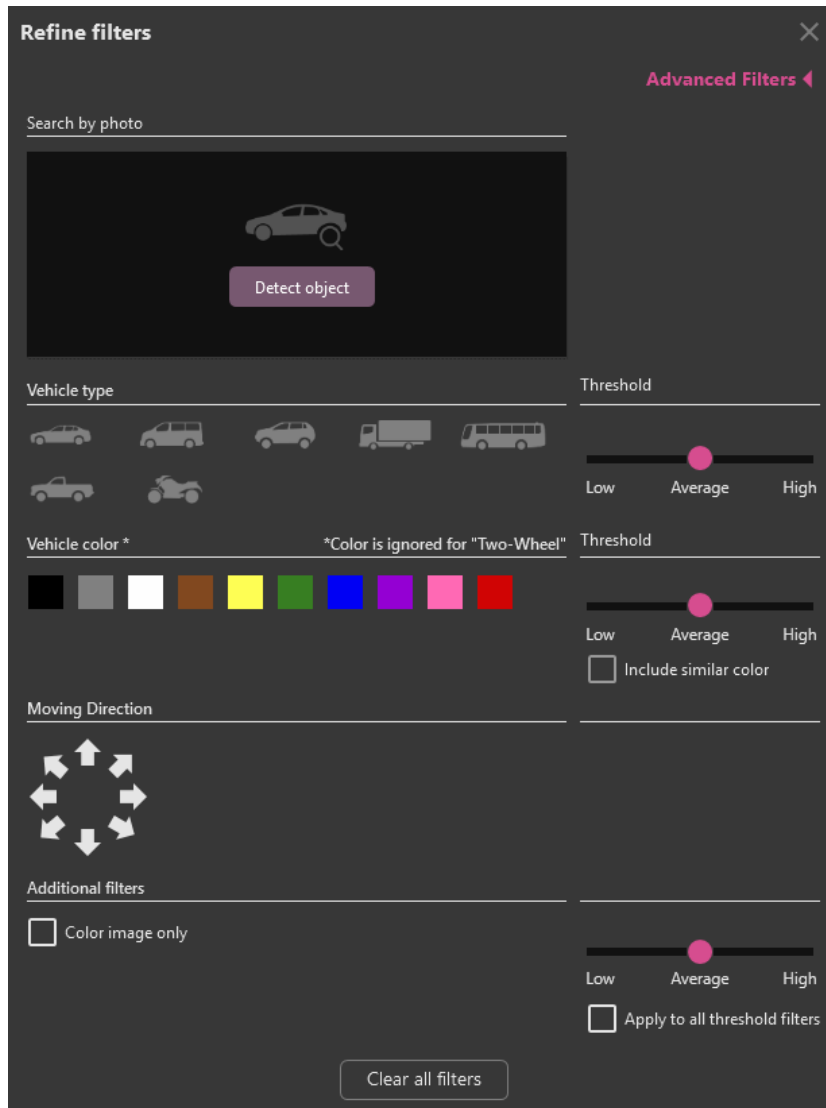 Refine filters
Advanced Filters
Search by photo
Detect object
Vehicle type
Threshold
Low Average High
Vehicle color * *Color is ignored for "Two-Wheel"
Threshold
Low Average High
Include similar color
Moving Direction
Additional filters
Color image only
Low Average High
Apply to all threshold filters
Clear all filters